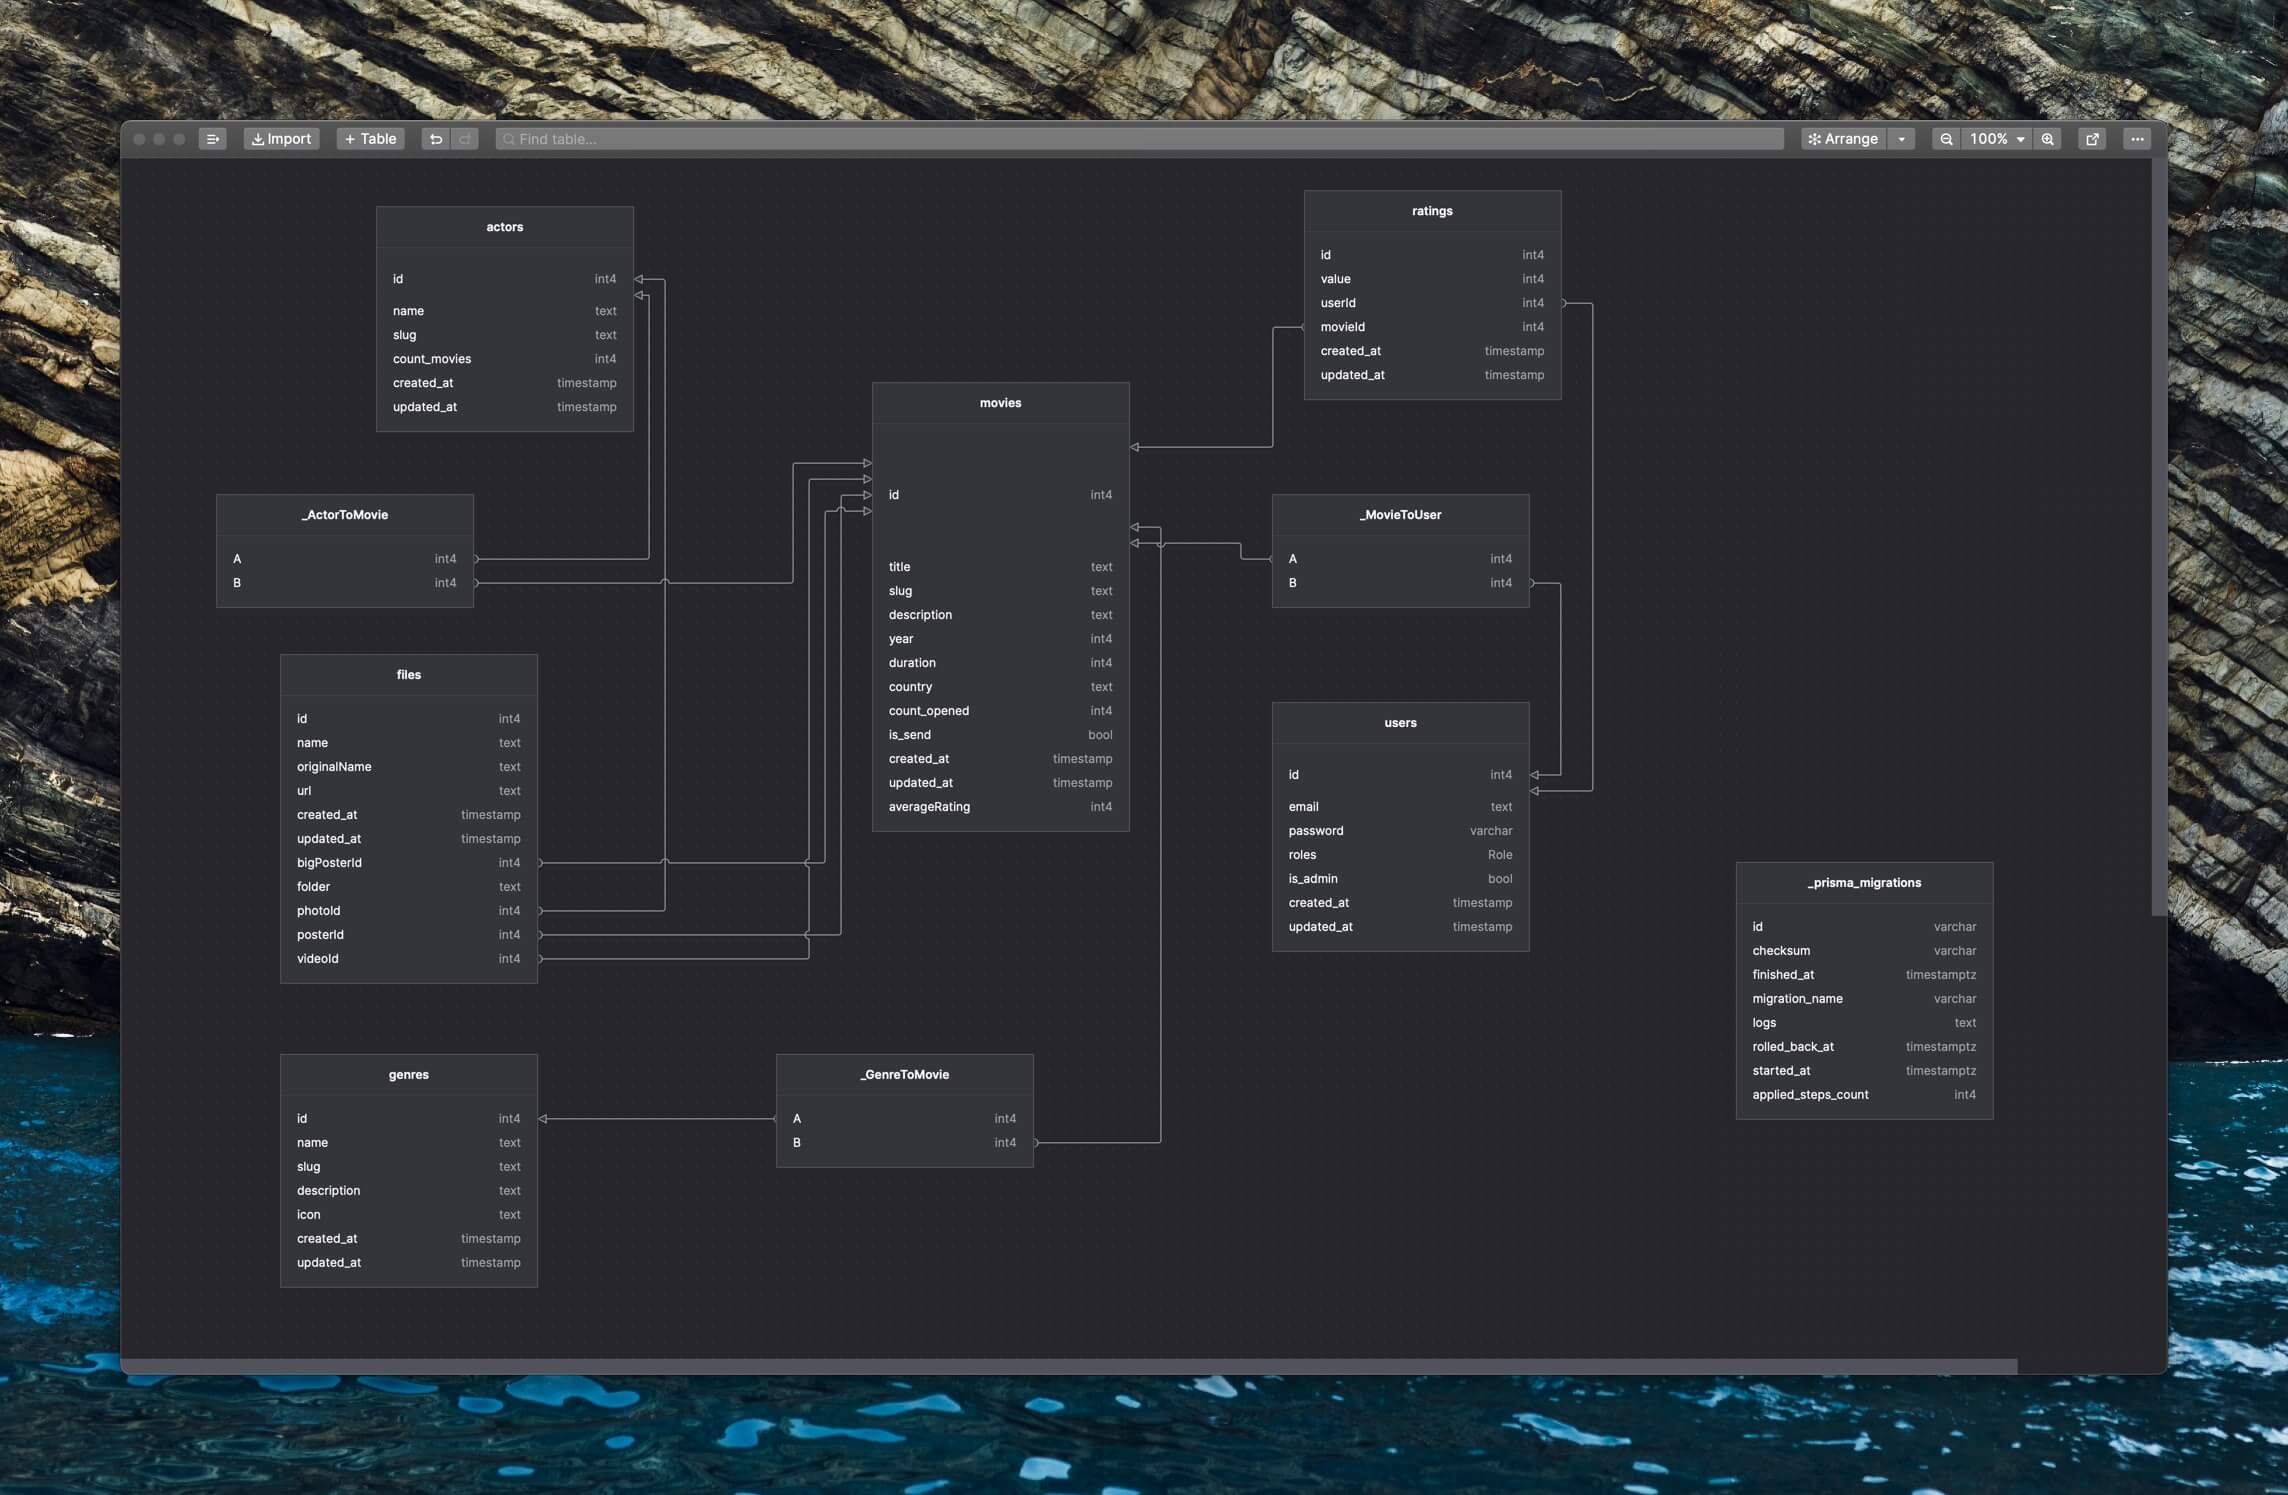 Import
+ Table
Find table...
Arrange
100%
actors
id int4
name text
slug text
count_movies int4
created_at timestamp
updated_at timestamp
ratings
id int4
value int4
userId int4
movieId int4
created_at timestamp
updated_at timestamp
movies
id int4
title text
slug text
description text
year int4
duration int4
country text
count_opened int4
is_send bool
created_at timestamp
updated_at timestamp
averageRating int4
_ActorToMovie
A int4
B int4
_MovieToUser
A int4
B int4
files
id int4
name text
originalName text
url text
created_at timestamp
updated_at timestamp
bigPosterId int4
folder text
photoId int4
posterId int4
videoId int4
users
id int4
email text
password varchar
roles Role
is_admin bool
created_at timestamp
updated_at timestamp
_prisma_migrations
id varchar
checksum varchar
finished_at timestamptz
migration_name varchar
logs text
rolled_back_at timestamptz
started_at timestamptz
applied_steps_count int4
genres
id int4
name text
slug text
description text
icon text
created_at timestamp
updated_at timestamp
_GenreToMovie
A int4
B int4